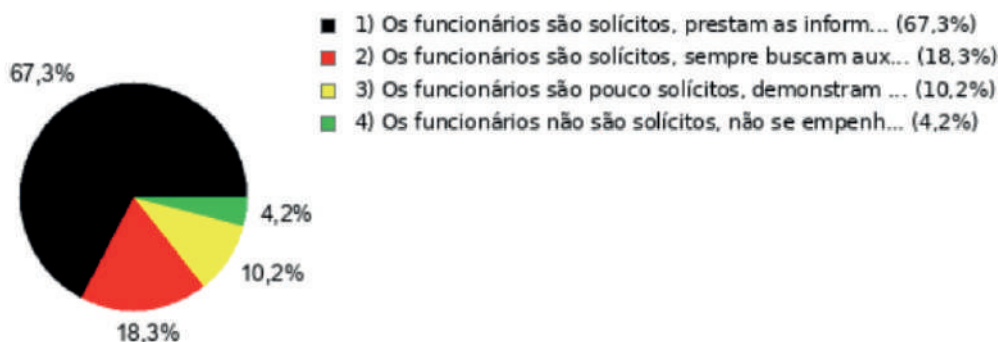 1) Os funcionários são solícitos, prestam as inform... (67,3%)
2) Os funcionários são solícitos, sempre buscam aux... (18,3%)
3) Os funcionários são pouco solícitos, demonstram ... (10,2%)
4) Os funcionários não são solícitos, não se empenh... (4,2%)
67,3%
4,2%
10,2%
18,3%